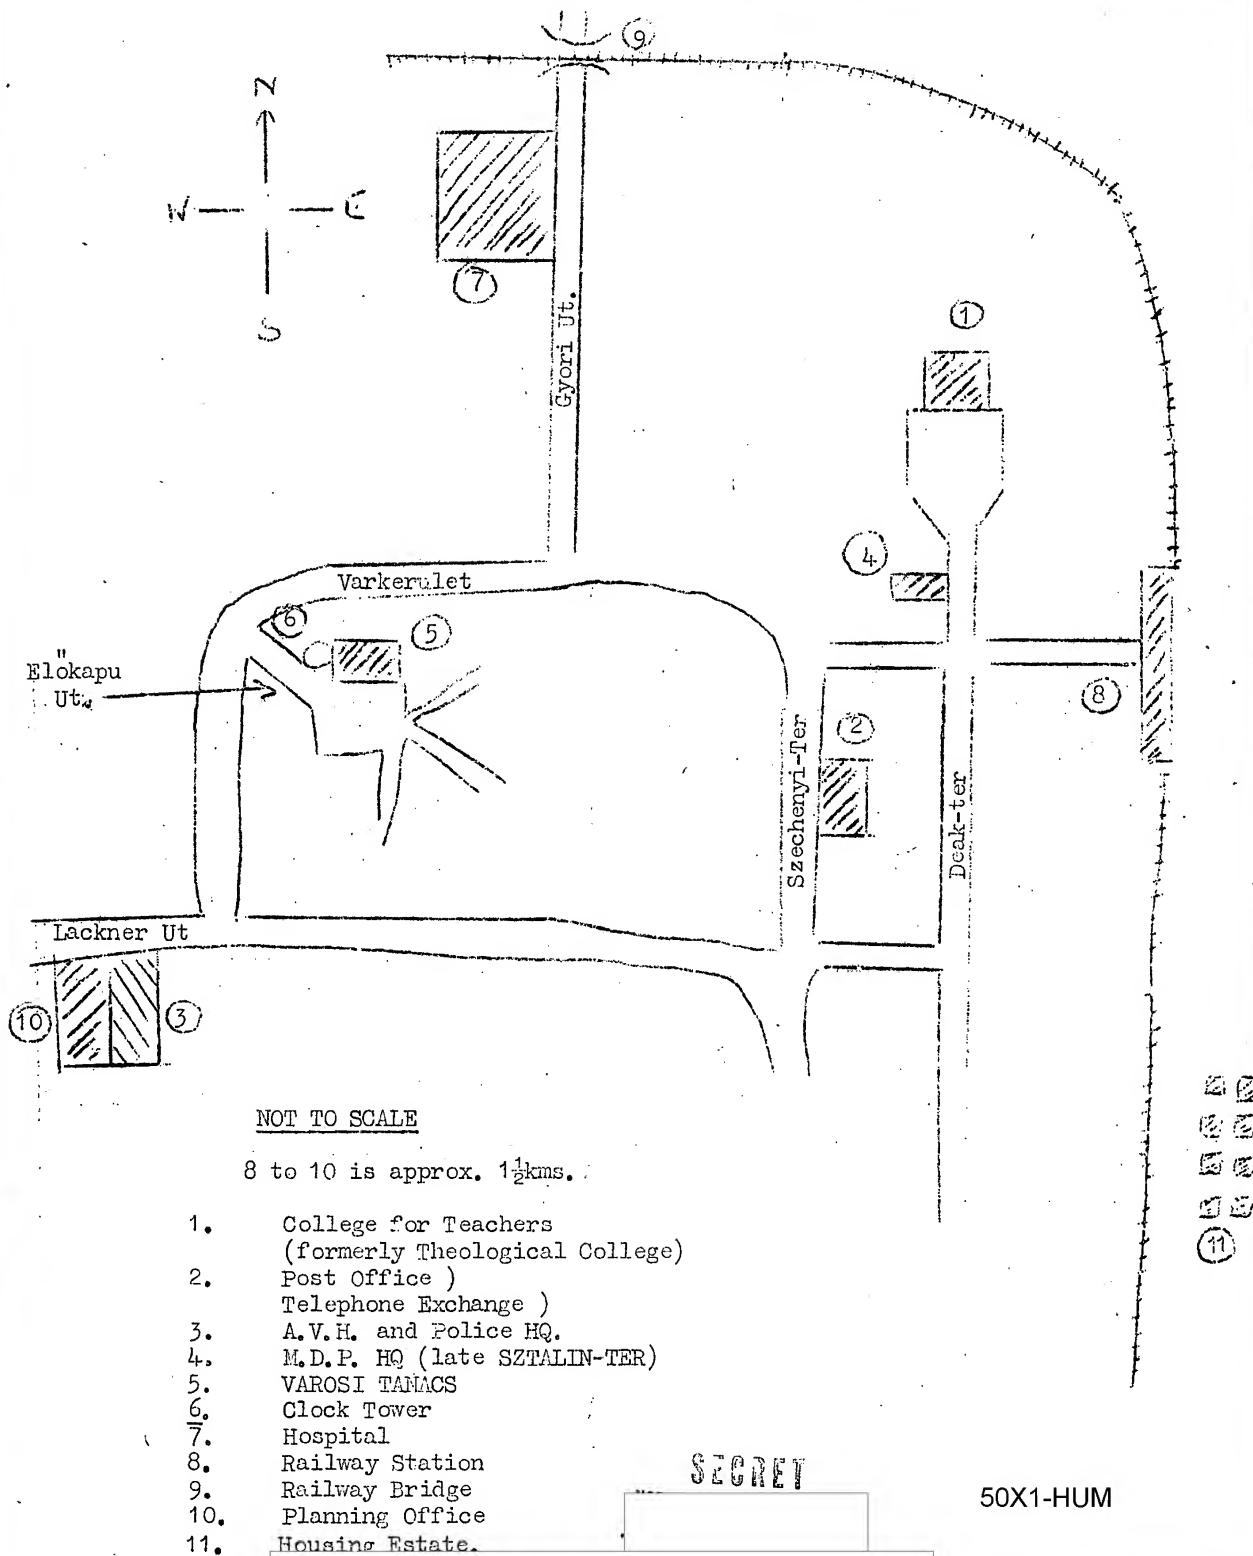 9
N
W E
S
7
Gyori Ut.
1
4
Varkerulet
6
5
Előkapu
Ut.
8
2
Szechenyi-Ter
Deak-ter
Lackner Ut
10
3
NOT TO SCALE
8 to 10 is approx. 1½kms.
11
1. College for Teachers
(formerly Theological College)
2. Post Office )
Telephone Exchange )
3. A.V.H. and Police HQ.
4. M.D.P. HQ (late SZTALIN-TER)
5. VAROSI TANACS
6. Clock Tower
7. Hospital
8. Railway Station
9. Railway Bridge
10. Planning Office
11. Housing Estate.
SECRET
50X1-HUM